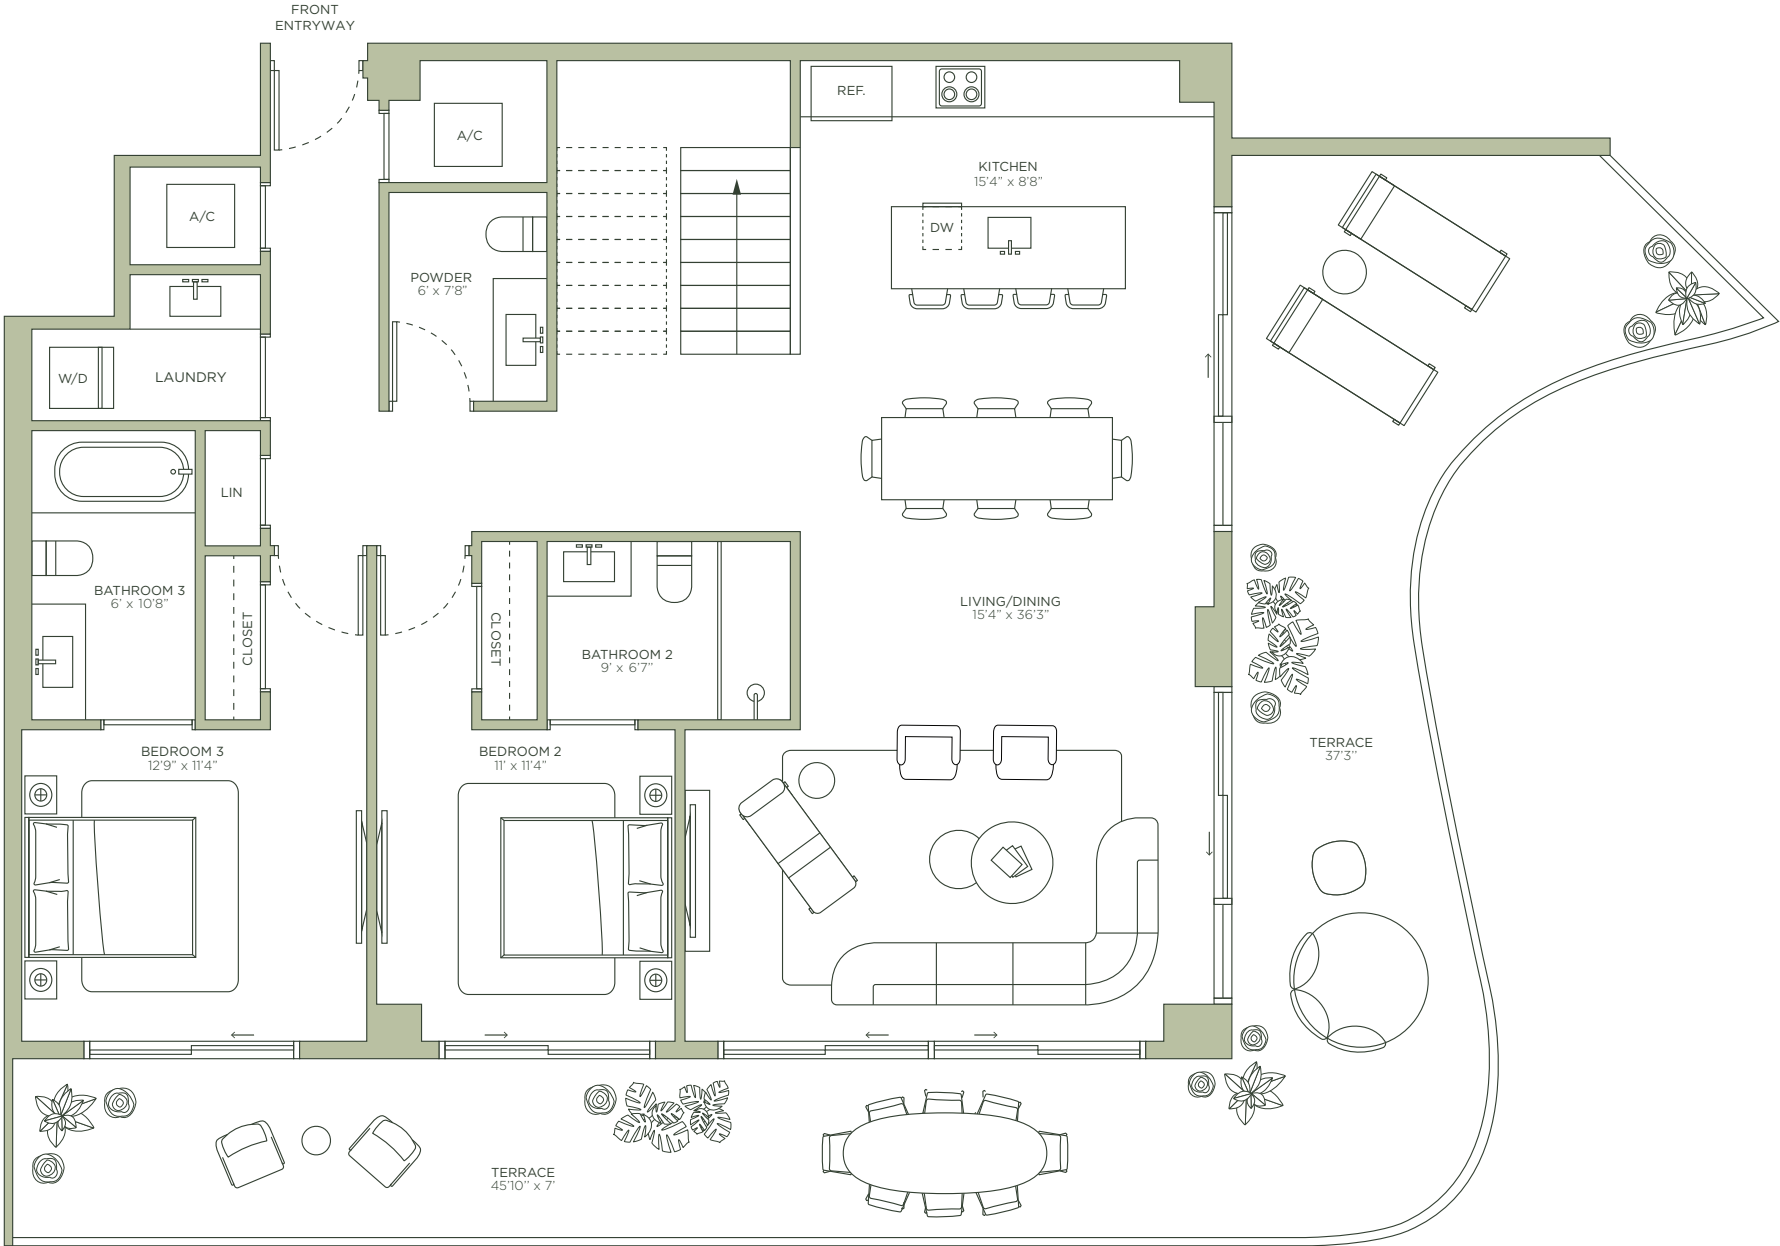 FRONT
ENTRYWAY
REF.
A/C
KITCHEN
15'4" x 8'8"
A/C
DW
POWDER
6' x 7'8"
W/D
LAUNDRY
LIN
BATHROOM 3
6' x 10'8"
CLOSET
CLOSET
BATHROOM 2
9' x 6'7"
LIVING/DINING
15'4" x 36'3"
BEDROOM 3
12'9" x 11'4"
BEDROOM 2
11' x 11'4"
TERRACE
37'3"
TERRACE
45'10" x 7'